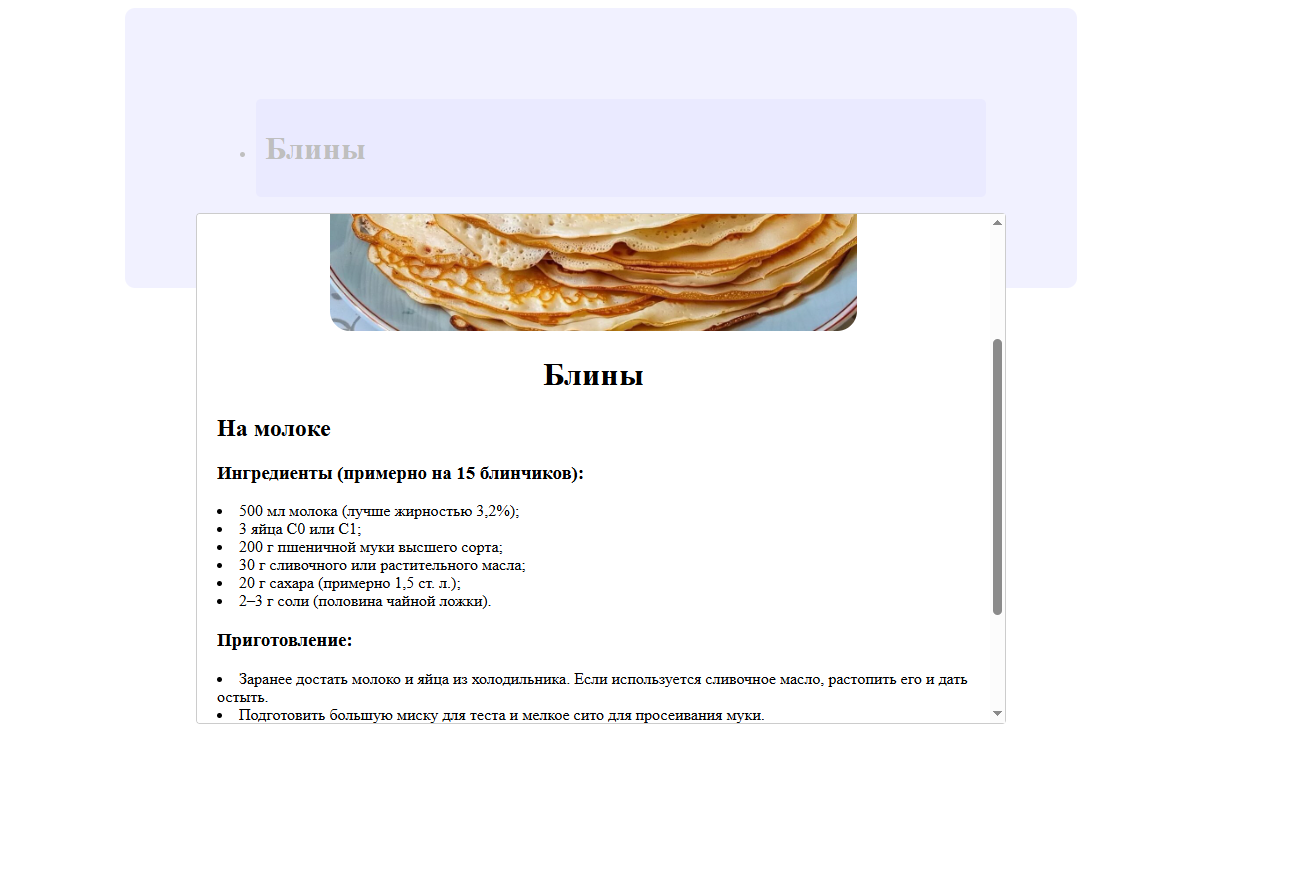 Блины
Блины
На молоке
Ингредиенты (примерно на 15 блинчиков):
500 мл молока (лучше жирностью 3,2%);
3 яйца С0 или С1;
200 г пшеничной муки высшего сорта;
30 г сливочного или растительного масла;
20 г сахара (примерно 1,5 ст. л.);
2–3 г соли (половина чайной ложки).
Приготовление:
Заранее достать молоко и яйца из холодильника. Если используется сливочное масло, растопить его и дать
остыть.
Подготовить большую миску для теста и мелкое сито для просеивания муки.